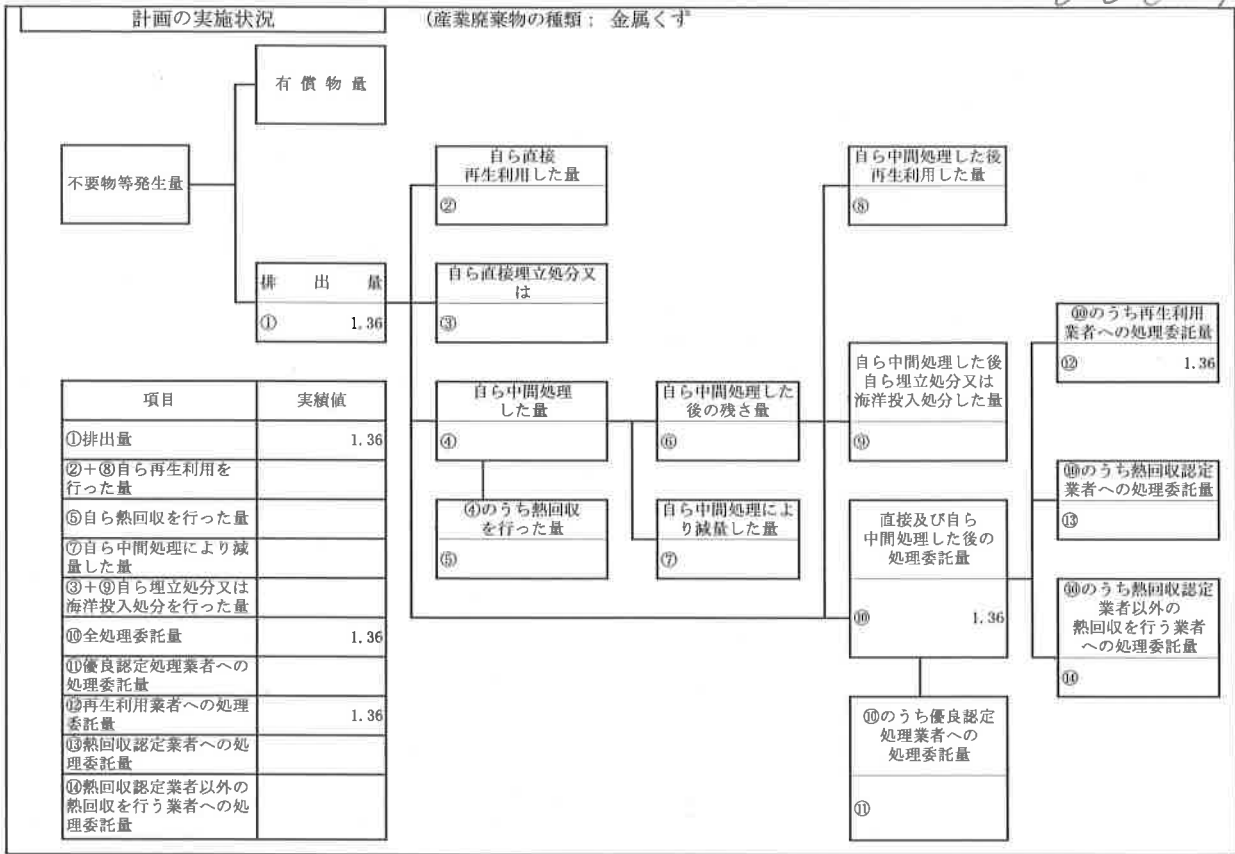 計画の実施状況
(産業廃棄物の種類: 金属くず
有償物量
不要物等発生量
排出量
① 1.36
自ら直接
再生利用した量
②
自ら直接埋立処分又
は
③
自ら中間処理
した量
④
④のうち熱回収
を行った量
⑤
自ら中間処理した
後の残さ量
⑥
自ら中間処理によ
り減量した量
⑦
自ら中間処理した後
再生利用した量
⑧
自ら中間処理した後
自ら埋立処分又は
海洋投入処分した量
⑨
直接及び自ら
中間処理した後の
処理委託量
⑩ 1.36
⑩のうち優良認定
処理業者への
処理委託量
⑪
⑩のうち再生利用
業者への処理委託量
⑫ 1.36
⑩のうち熱回収認定
業者への処理委託量
⑬
⑩のうち熱回収認定
業者以外の
熱回収を行う業者
への処理委託量
⑭
項目 実績値
①排出量 1.36
②+⑧自ら再生利用を
行った量
⑤自ら熱回収を行った量
⑦自ら中間処理により減
量した量
③+⑨自ら埋立処分又は
海洋投入処分を行った量
⑩全処理委託量 1.36
⑪優良認定処理業者への
処理委託量
⑫再生利用業者への処理
委託量 1.36
⑬熱回収認定業者への処
理委託量
⑭熱回収認定業者以外の
熱回収を行う業者への処
理委託量